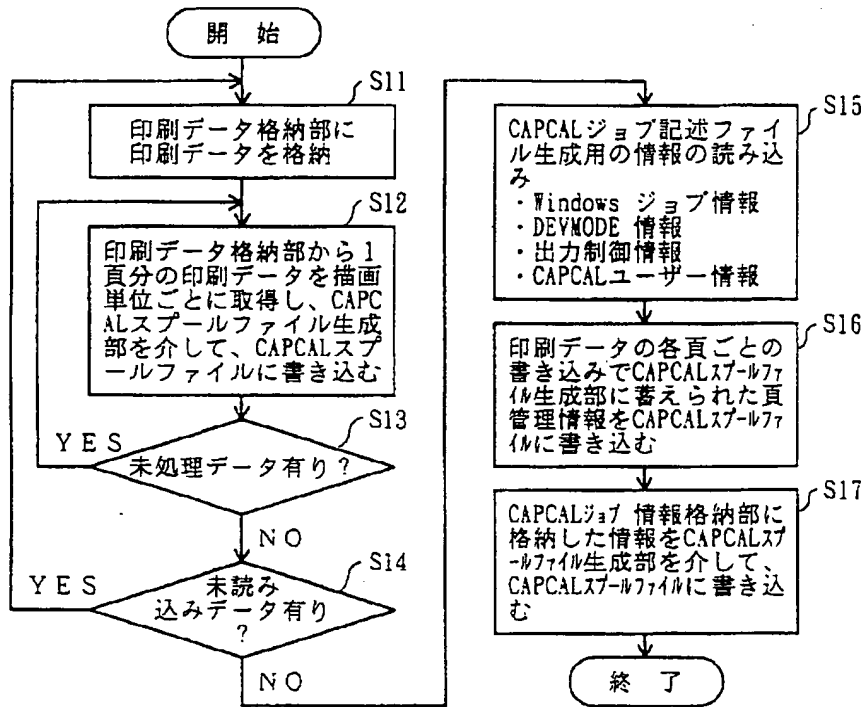 開 始
S11
印刷データ格納部に
印刷データを格納
S12
印刷データ格納部から1
頁分の印刷データを描画
単位ごとに取得し、CAPC
ALスプールファイル生成
部を介して、CAPCALスプ
ールファイルに書き込む
S13
YES
未処理データ有り?
NO
S14
YES
未読み
込みデータ有り
?
NO
S15
CAPCALジョブ記述ファイ
ル生成用の情報の読み込
み
・Windows ジョブ情報
・DEVMODE 情報
・出力制御情報
・CAPCALユーザー情報
S16
印刷データの各頁ごとの
書き込みでCAPCALｽﾌﾟｰﾙﾌｧ
ｲﾙ生成部に蓄えられた頁
管理情報をCAPCALｽﾌﾟｰﾙﾌｧ
ｲﾙに書き込む
S17
CAPCALｼﾞｮﾌﾞ 情報格納部に
格納した情報をCAPCALｽﾌﾟ
ｰﾙﾌｧｲﾙ生成部を介して、
CAPCALｽﾌﾟｰﾙﾌｧｲﾙに書き込
む
終 了